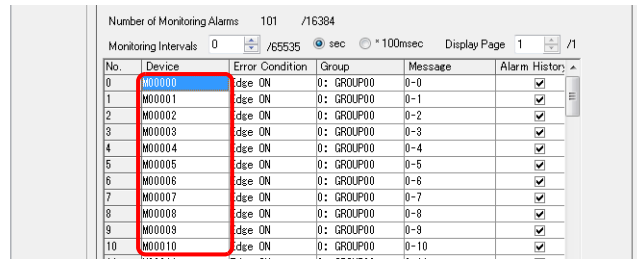 Number of Monitoring Alarms 101 /16384
Monitoring Intervals 0 /65535 sec * 100msec Display Page 1 /1
No. Device Error Condition Group Message Alarm History
0 M00000 Edge ON 0: GROUP00 0-0
1 M00001 Edge ON 0: GROUP00 0-1
2 M00002 Edge ON 0: GROUP00 0-2
3 M00003 Edge ON 0: GROUP00 0-3
4 M00004 Edge ON 0: GROUP00 0-4
5 M00005 Edge ON 0: GROUP00 0-5
6 M00006 Edge ON 0: GROUP00 0-6
7 M00007 Edge ON 0: GROUP00 0-7
8 M00008 Edge ON 0: GROUP00 0-8
9 M00009 Edge ON 0: GROUP00 0-9
10 M00010 Edge ON 0: GROUP00 0-10